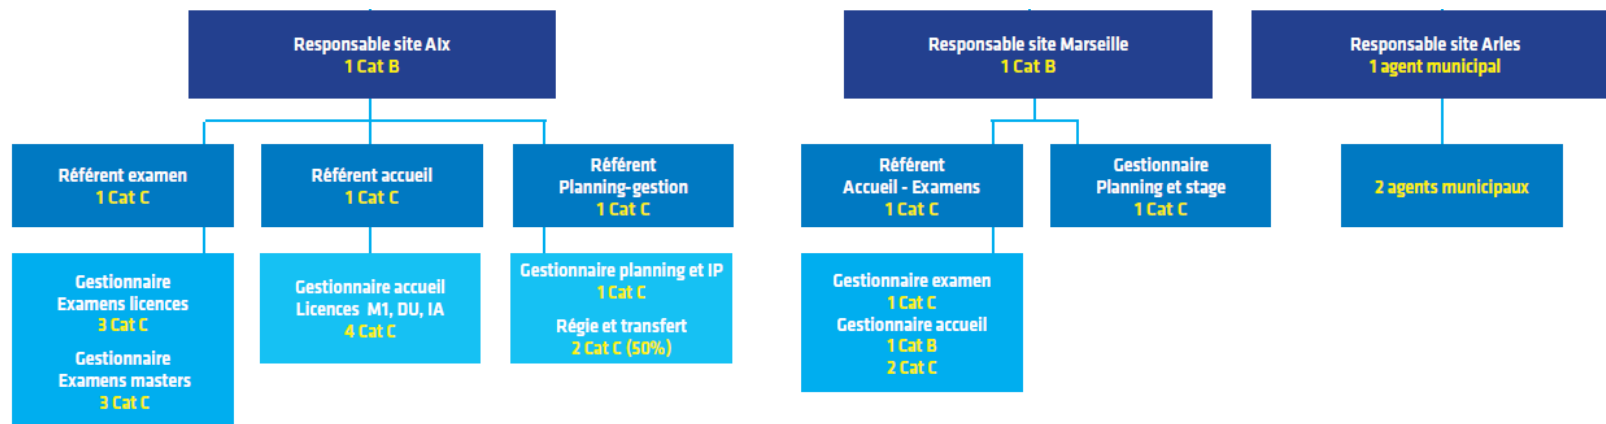 Responsable site AIx
1 Cat B
Responsable site Marseille
1 Cat B
Responsable site Arles
1 agent municipal
Référent examen
1 Cat C
Référent accueil
1 Cat C
Référent
Planning-gestion
1 Cat C
Référent
Accueil - Examens
1 Cat C
Gestionnaire
Planning et stage
1 Cat C
2 agents municipaux
Gestionnaire
Examens licences
3 Cat C
Gestionnaire
Examens masters
3 Cat C
Gestionnaire accueil
Licences M1, DU, IA
4 Cat C
Gestionnaire planning et IP
1 Cat C
Régie et transfert
2 Cat C (50%)
Gestionnaire examen
1 Cat C
Gestionnaire accueil
1 Cat B
2 Cat C